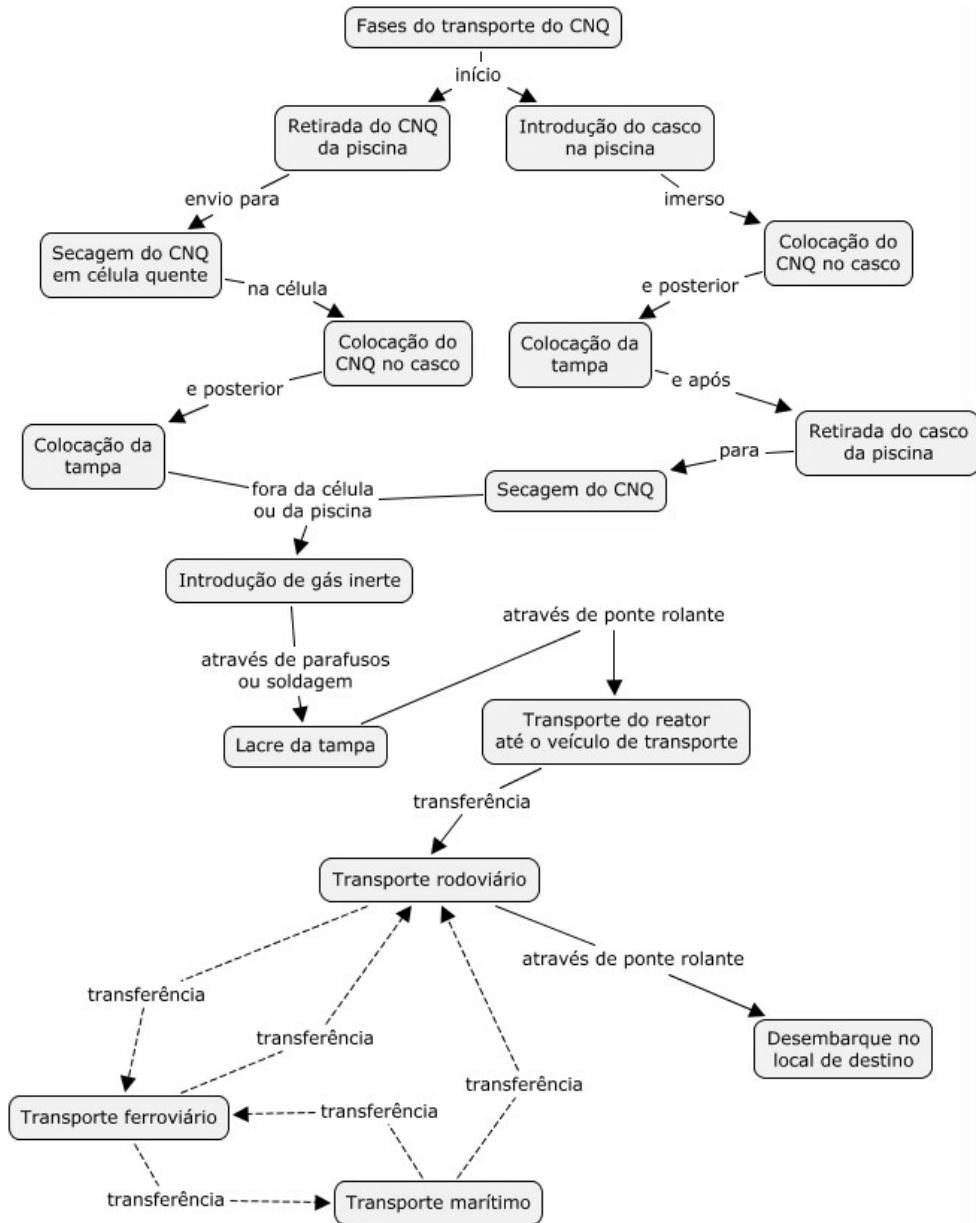 Fases do transporte do CNQ
início
Retirada do CNQ
da piscina
Introdução do casco
na piscina
envio para
imerso
Secagem do CNQ
em célula quente
Colocação do
CNQ no casco
na célula
e posterior
Colocação do
CNQ no casco
Colocação da
tampa
e posterior
e após
Colocação da
tampa
Retirada do casco
da piscina
para
Secagem do CNQ
fora da célula
ou da piscina
Introdução de gás inerte
através de ponte rolante
através de parafusos
ou soldagem
Lacre da tampa
Transporte do reator
até o veículo de transporte
transferência
Transporte rodoviário
através de ponte rolante
transferência
transferência
Desembarque no
local de destino
transferência
Transporte ferroviário
transferência
transferência
Transporte marítimo